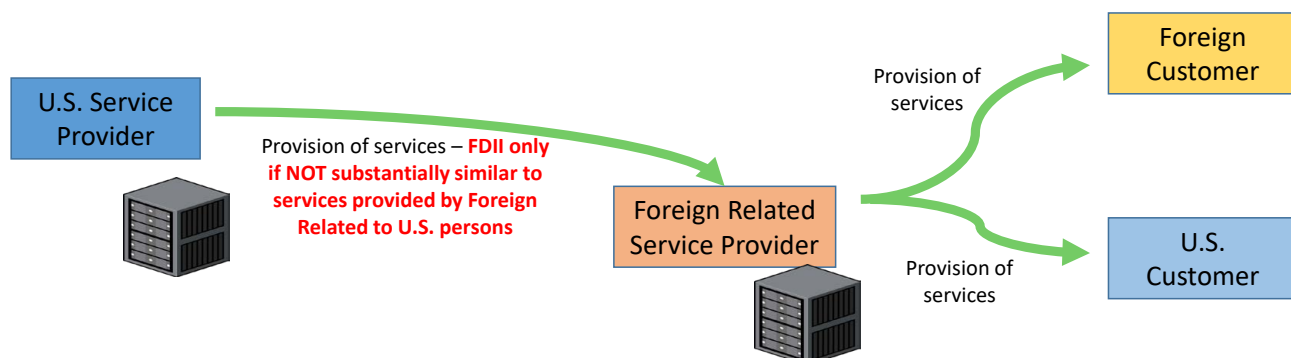 U.S. Service
Provider
Provision of services – FDII only
if NOT substantially similar to
services provided by Foreign
Related to U.S. persons
Foreign Related
Service Provider
Provision of
services
Foreign
Customer
Provision of
services
U.S.
Customer